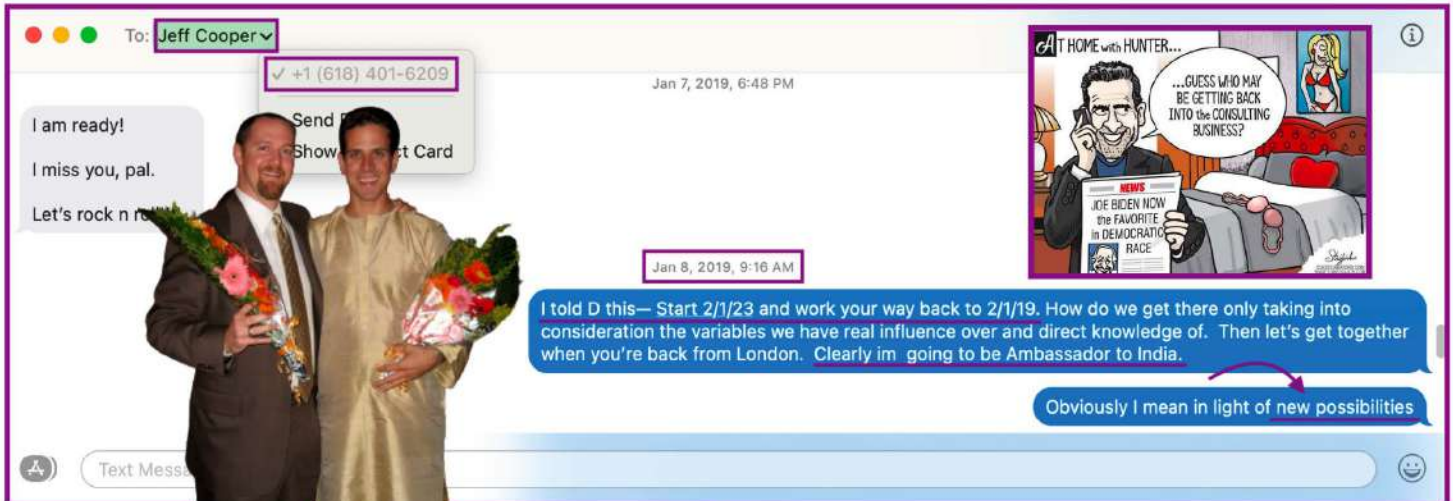 To: Jeff Cooper
✓ +1 (618) 401-6209
Send
Show ct Card
Jan 7, 2019, 6:48 PM
I am ready!
I miss you, pal.
Let's rock n
AT HOME with HUNTER...
...GUESS WHO MAY
BE GETTING BACK
INTO the CONSULTING
BUSINESS?
NEWS
JOE BIDEN NOW
the FAVORITE
in DEMOCRATIC
RACE
Jan 8, 2019, 9:16 AM
I told D this— Start 2/1/23 and work your way back to 2/1/19. How do we get there only taking into
consideration the variables we have real influence over and direct knowledge of. Then let's get together
when you're back from London. Clearly im going to be Ambassador to India.
Obviously I mean in light of new possibilities
Text Mess